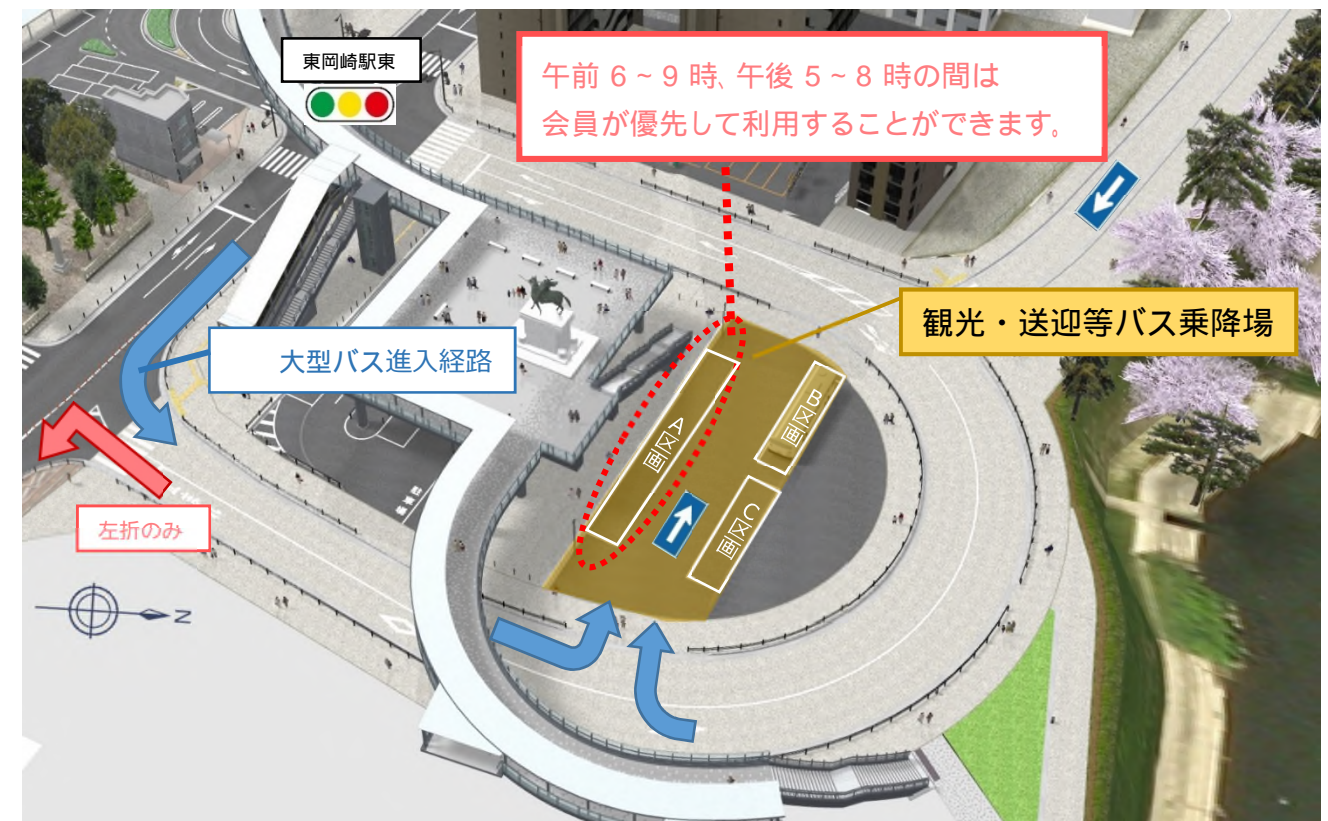 東岡崎駅東
午前 6 ~ 9 時、午後 5 ~ 8 時の間は
会員が優先して利用することができます。
観光・送迎等バス乗降場
大型バス進入経路
A区画
B区画
C区画
左折のみ
N